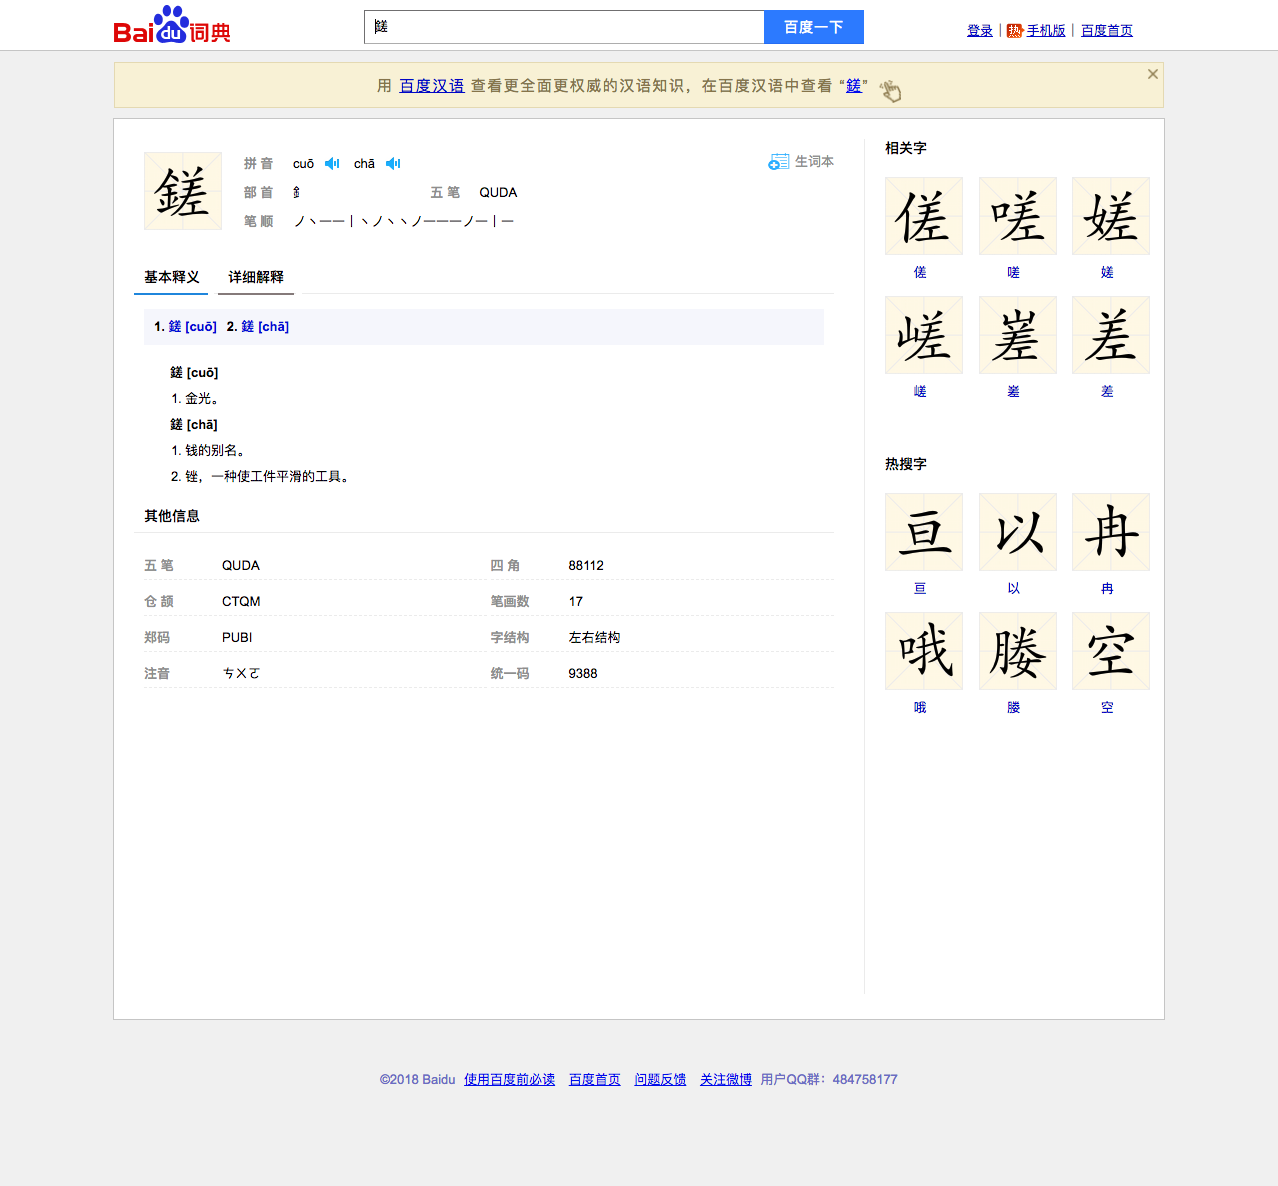 Baidu词典
鎈
百度一下
登录 | 热 手机版 | 百度首页
用 百度汉语 查看更全面更权威的汉语知识，在百度汉语中查看 “鎈”
鎈
拼 音 cuō chā
生词本
部 首 釒 五 笔 QUDA
笔 顺 ノ丶一一丨丶ノ丶丶ノ一一一ノ一丨一
基本释义 详细解释
1. 鎈 [cuō] 2. 鎈 [chā]
鎈 [cuō]
1. 金光。
鎈 [chā]
1. 钱的别名。
2. 锉，一种使工件平滑的工具。
其他信息
五 笔 QUDA 四 角 88112
仓 颉 CTQM 笔画数 17
郑码 PUBI 字结构 左右结构
注音 ㄘㄨㄛ 统一码 9388
相关字
傞 嗟 嫅
傞 嗟 嫅
嵯 嵳 差
嵯 嵳 差
热搜字
亘 以 冉
亘 以 冉
哦 媵 空
哦 媵 空
©2018 Baidu 使用百度前必读 百度首页 问题反馈 关注微博 用户QQ群：484758177